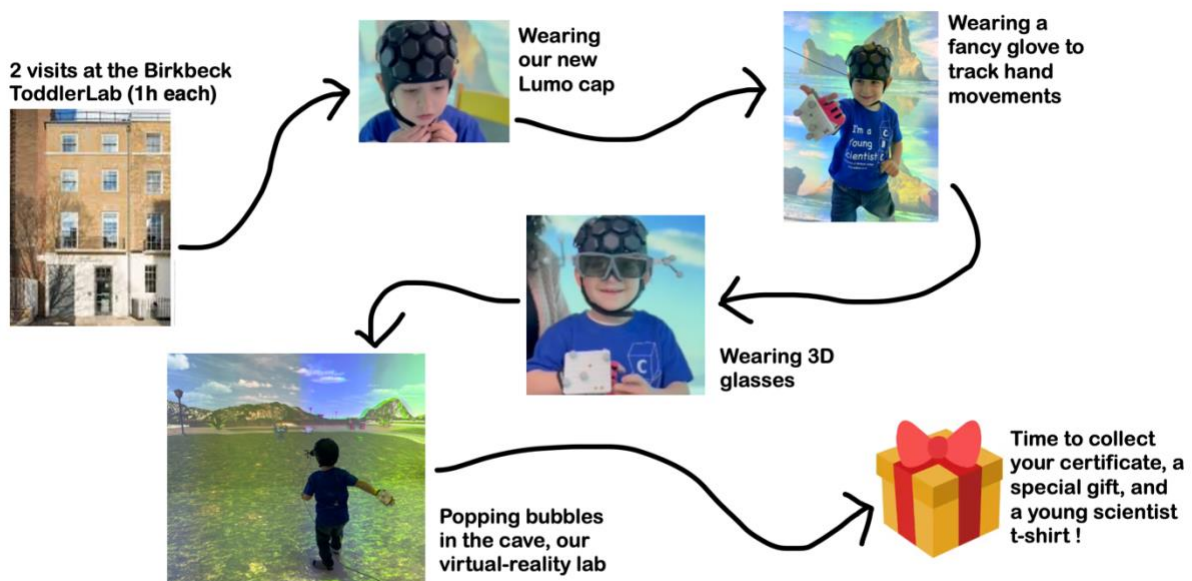 2 visits at the Birkbeck
ToddlerLab (1h each)
Wearing
our new
Lumo cap
Wearing a
fancy glove to
track hand
movements
I'm a
Young
Scientist
Wearing 3D
glasses
C
Popping bubbles
in the cave, our
virtual-reality lab
Time to collect
your certificate, a
special gift, and
a young scientist
t-shirt !